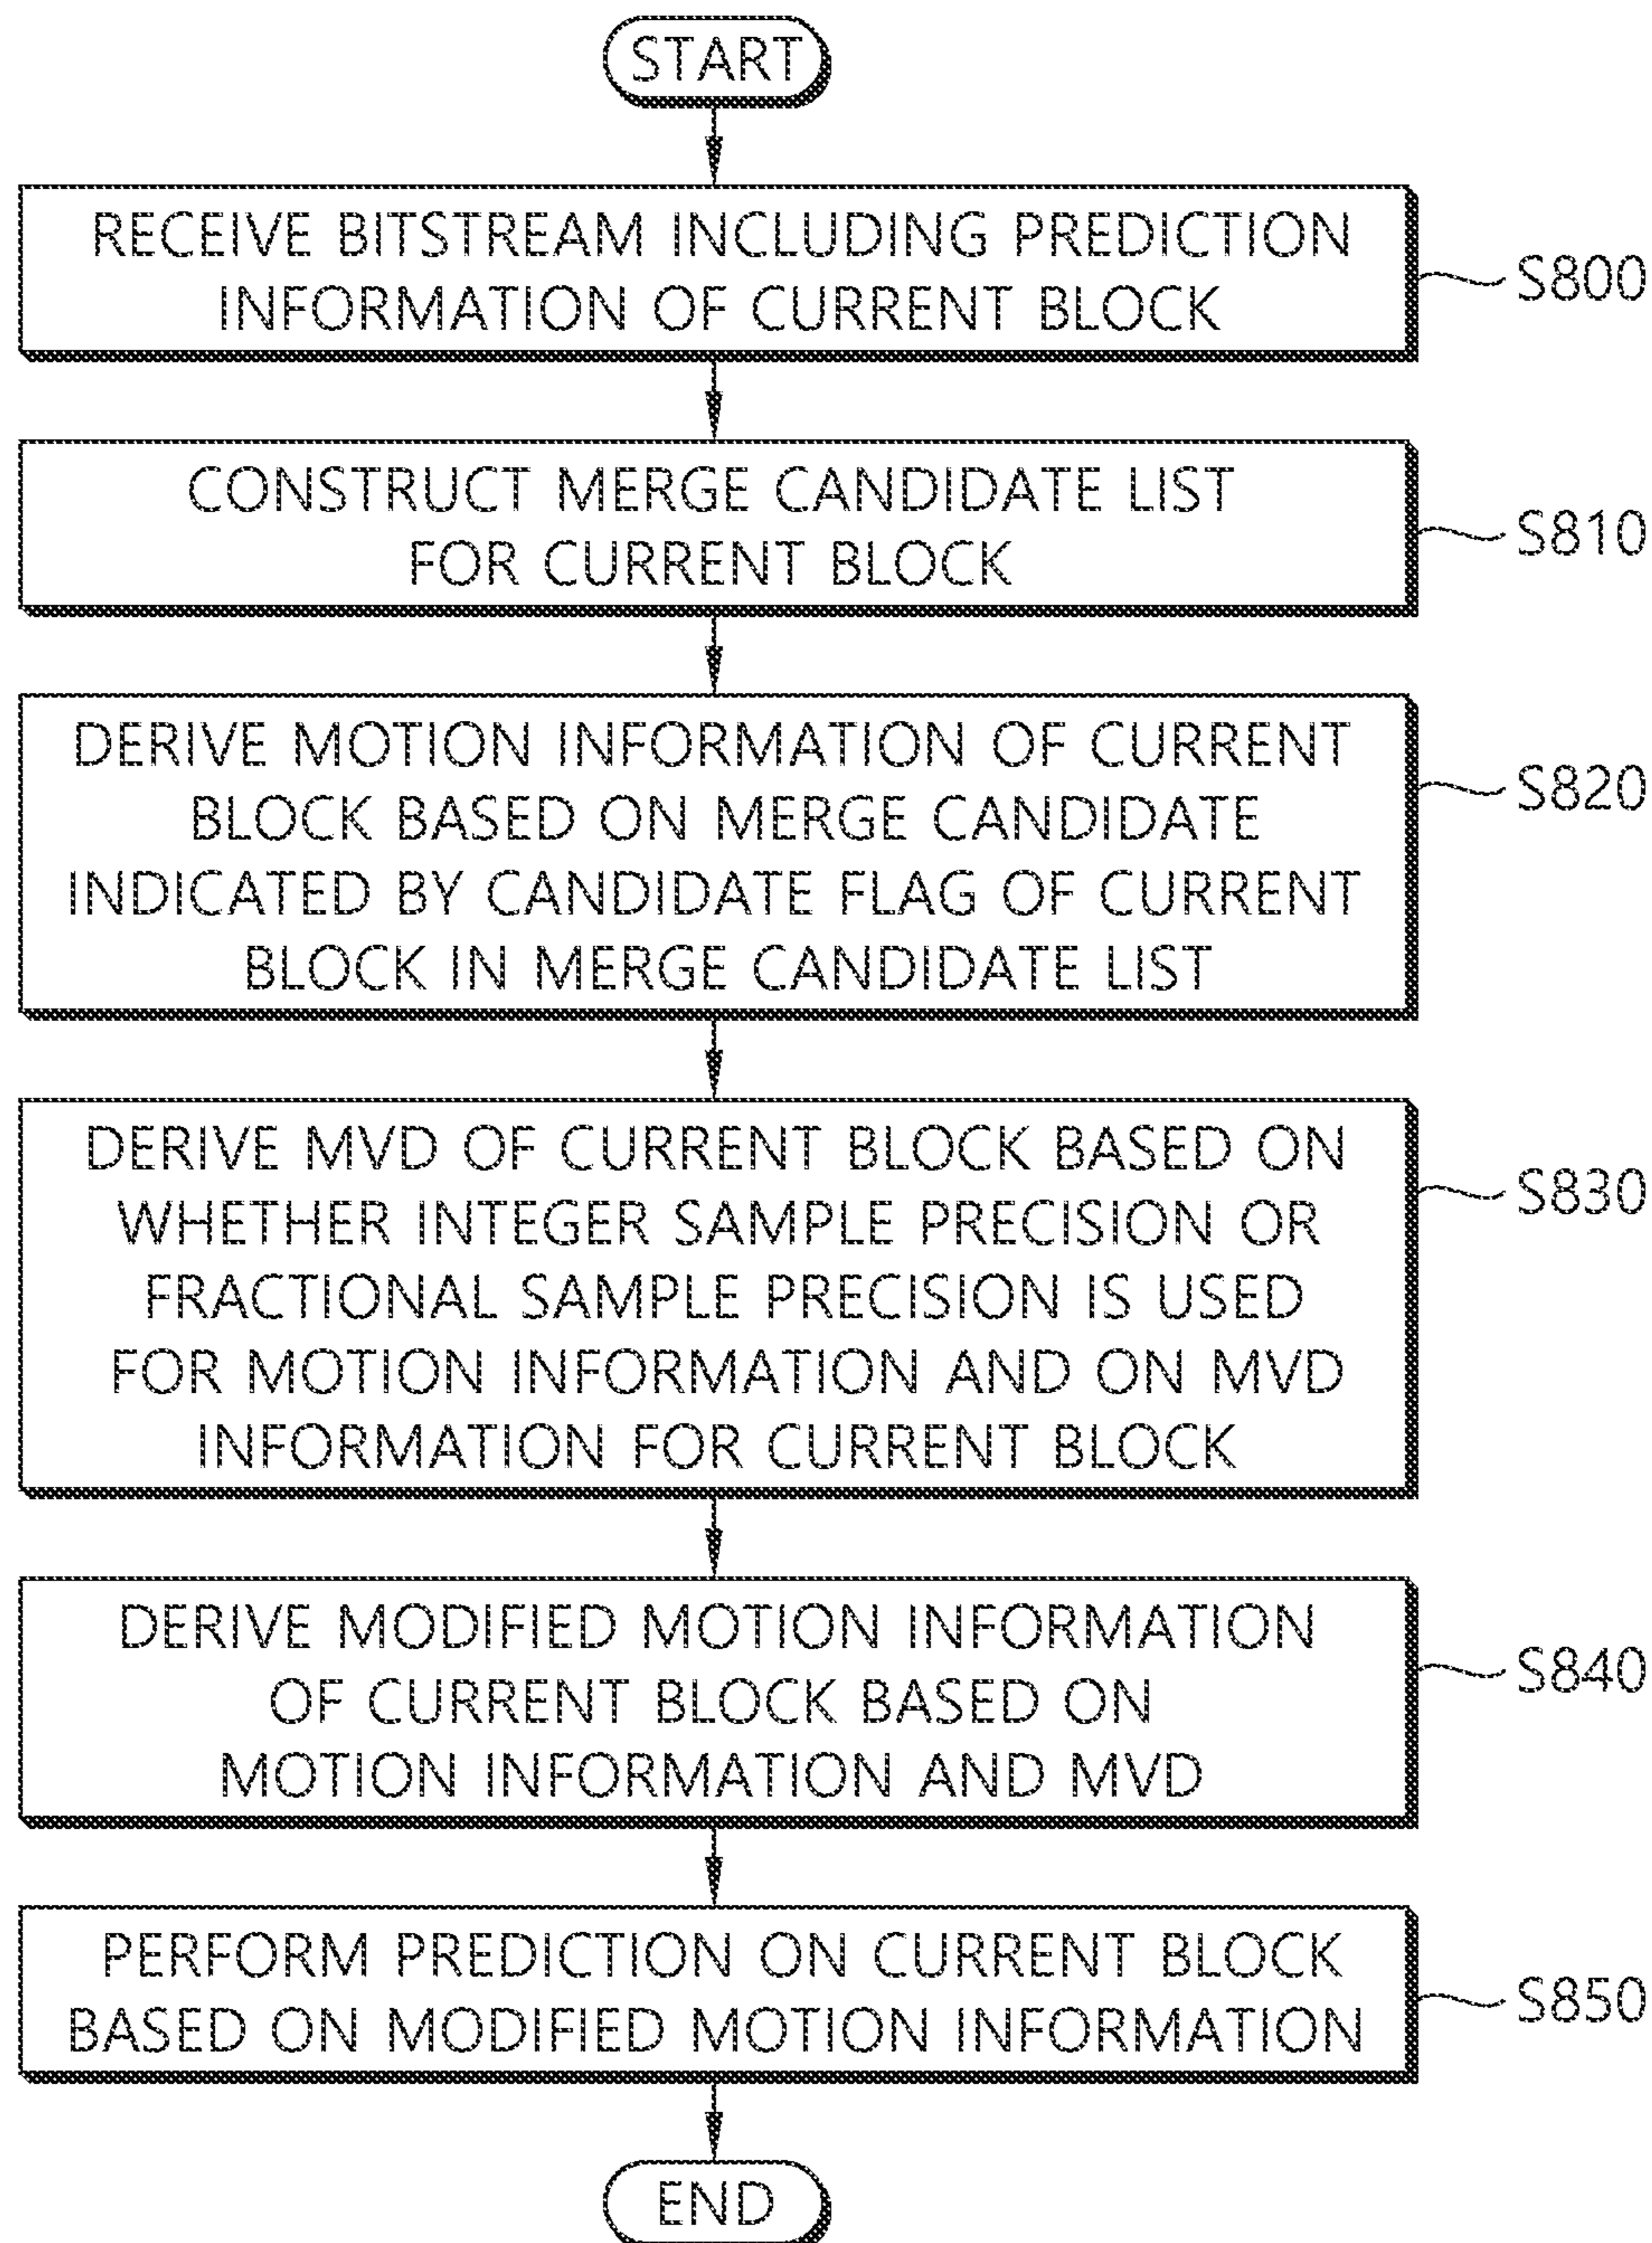 START
RECEIVE BITSTREAM INCLUDING PREDICTION
INFORMATION OF CURRENT BLOCK
S800
CONSTRUCT MERGE CANDIDATE LIST
FOR CURRENT BLOCK
S810
DERIVE MOTION INFORMATION OF CURRENT
BLOCK BASED ON MERGE CANDIDATE
INDICATED BY CANDIDATE FLAG OF CURRENT
BLOCK IN MERGE CANDIDATE LIST
S820
DERIVE MVD OF CURRENT BLOCK BASED ON
WHETHER INTEGER SAMPLE PRECISION OR
FRACTIONAL SAMPLE PRECISION IS USED
FOR MOTION INFORMATION AND ON MVD
INFORMATION FOR CURRENT BLOCK
S830
DERIVE MODIFIED MOTION INFORMATION
OF CURRENT BLOCK BASED ON
MOTION INFORMATION AND MVD
S840
PERFORM PREDICTION ON CURRENT BLOCK
BASED ON MODIFIED MOTION INFORMATION
S850
END